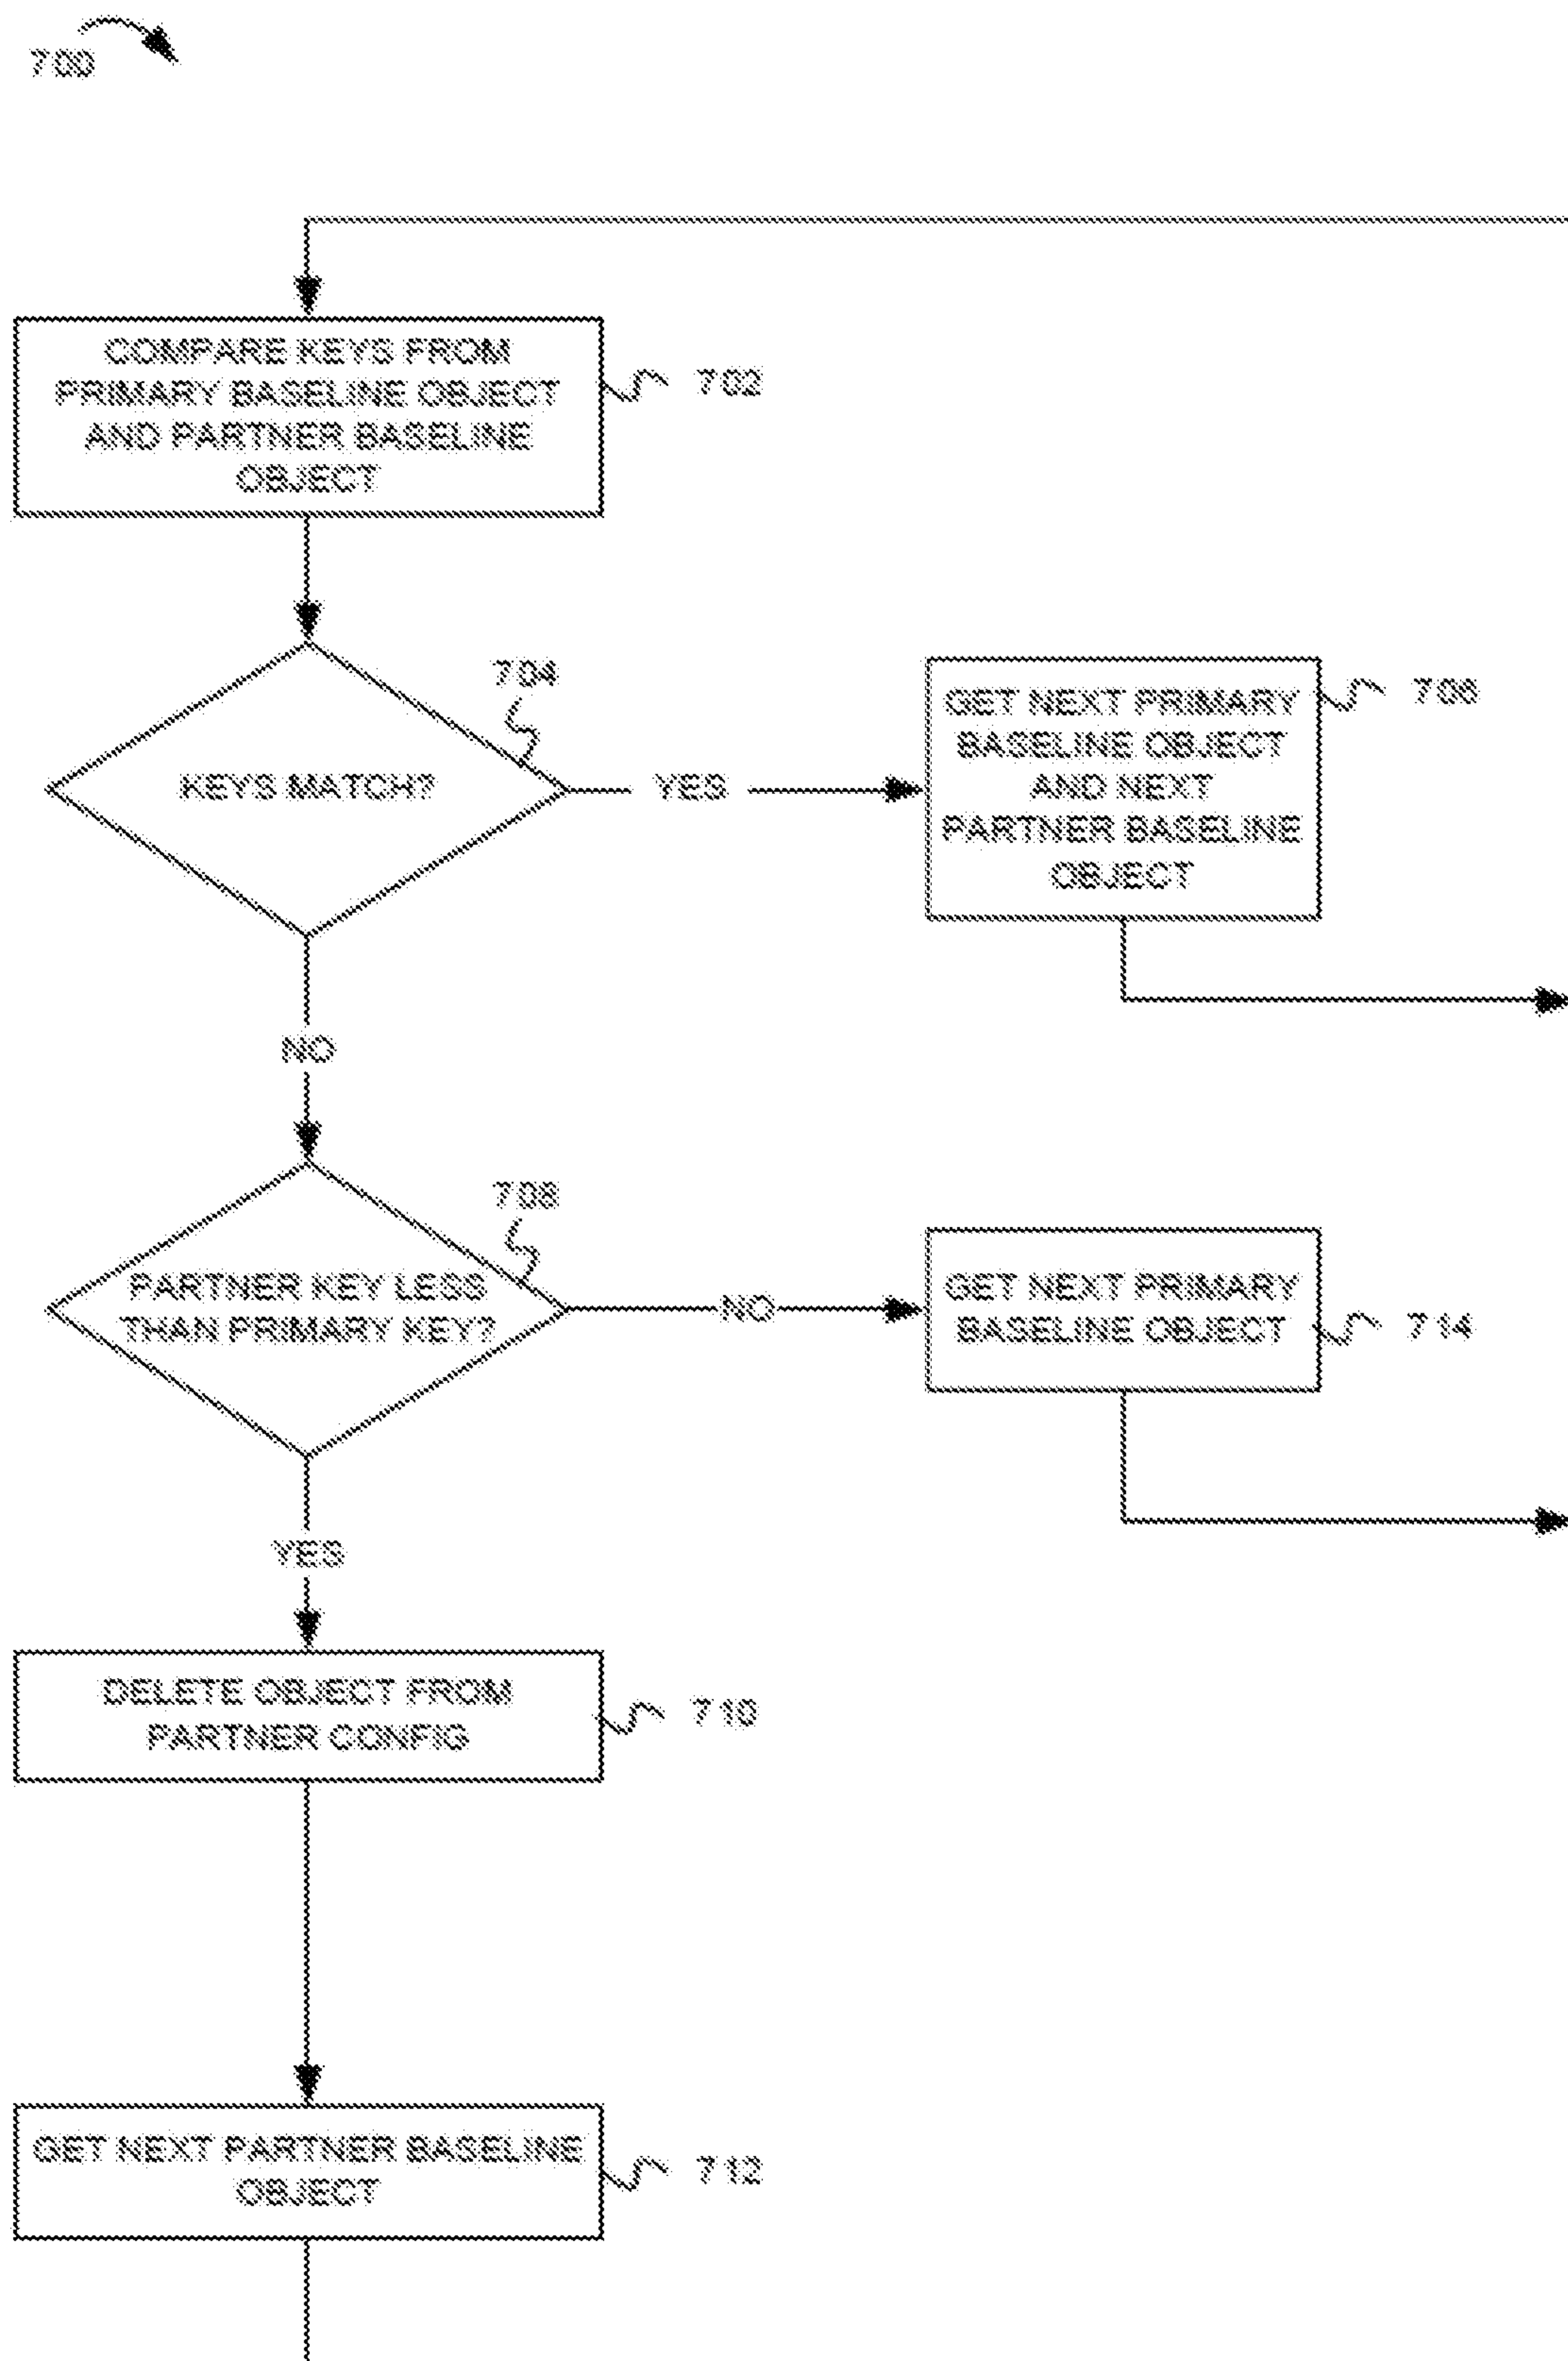 700
COMPARE KEYS FROM
PRIMARY BASELINE OBJECT
AND PARTNER BASELINE
OBJECT
702
704
KEYS MATCH?
YES
GET NEXT PRIMARY
BASELINE OBJECT
AND NEXT
PARTNER BASELINE
OBJECT
706
NO
708
PARTNER KEY LESS
THAN PRIMARY KEY?
NO
GET NEXT PRIMARY
BASELINE OBJECT
714
YES
DELETE OBJECT FROM
PARTNER CONFIG
710
GET NEXT PARTNER BASELINE
OBJECT
712